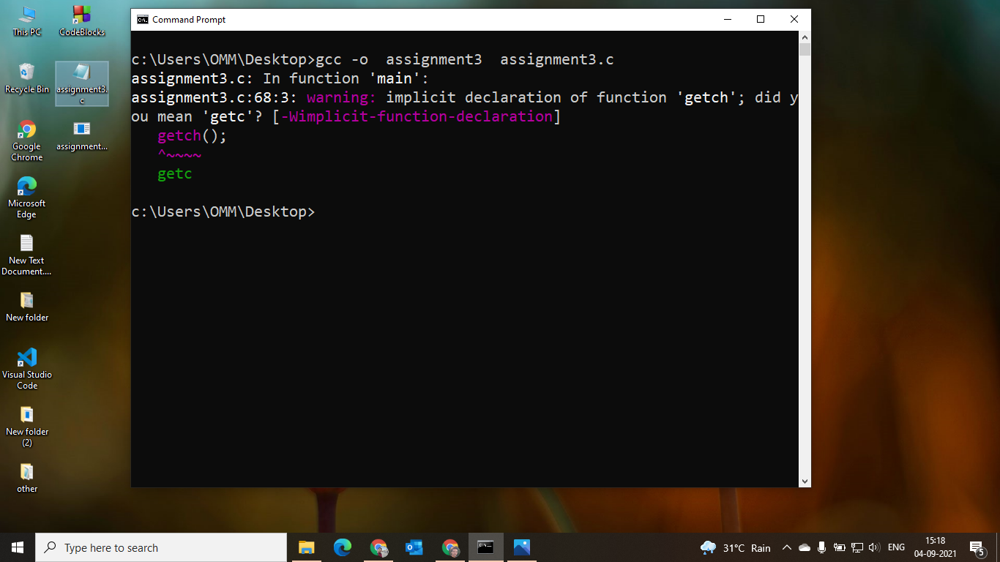 This PC
CodeBlocks
Recycle Bin
assignment3.
c
Google
Chrome
assignment...
Microsoft
Edge
New Text
Document....
New folder
Visual Studio
Code
New folder
(2)
other
C:\.
Command Prompt
c:\Users\OMM\Desktop>gcc -o  assignment3  assignment3.c
assignment3.c: In function 'main':
assignment3.c:68:3: warning: implicit declaration of function 'getch'; did y
ou mean 'getc'? [-Wimplicit-function-declaration]
   getch();
   ^~~~~
   getc
c:\Users\OMM\Desktop>
Type here to search
C:\.
31°C Rain
ENG
15:18
04-09-2021
5